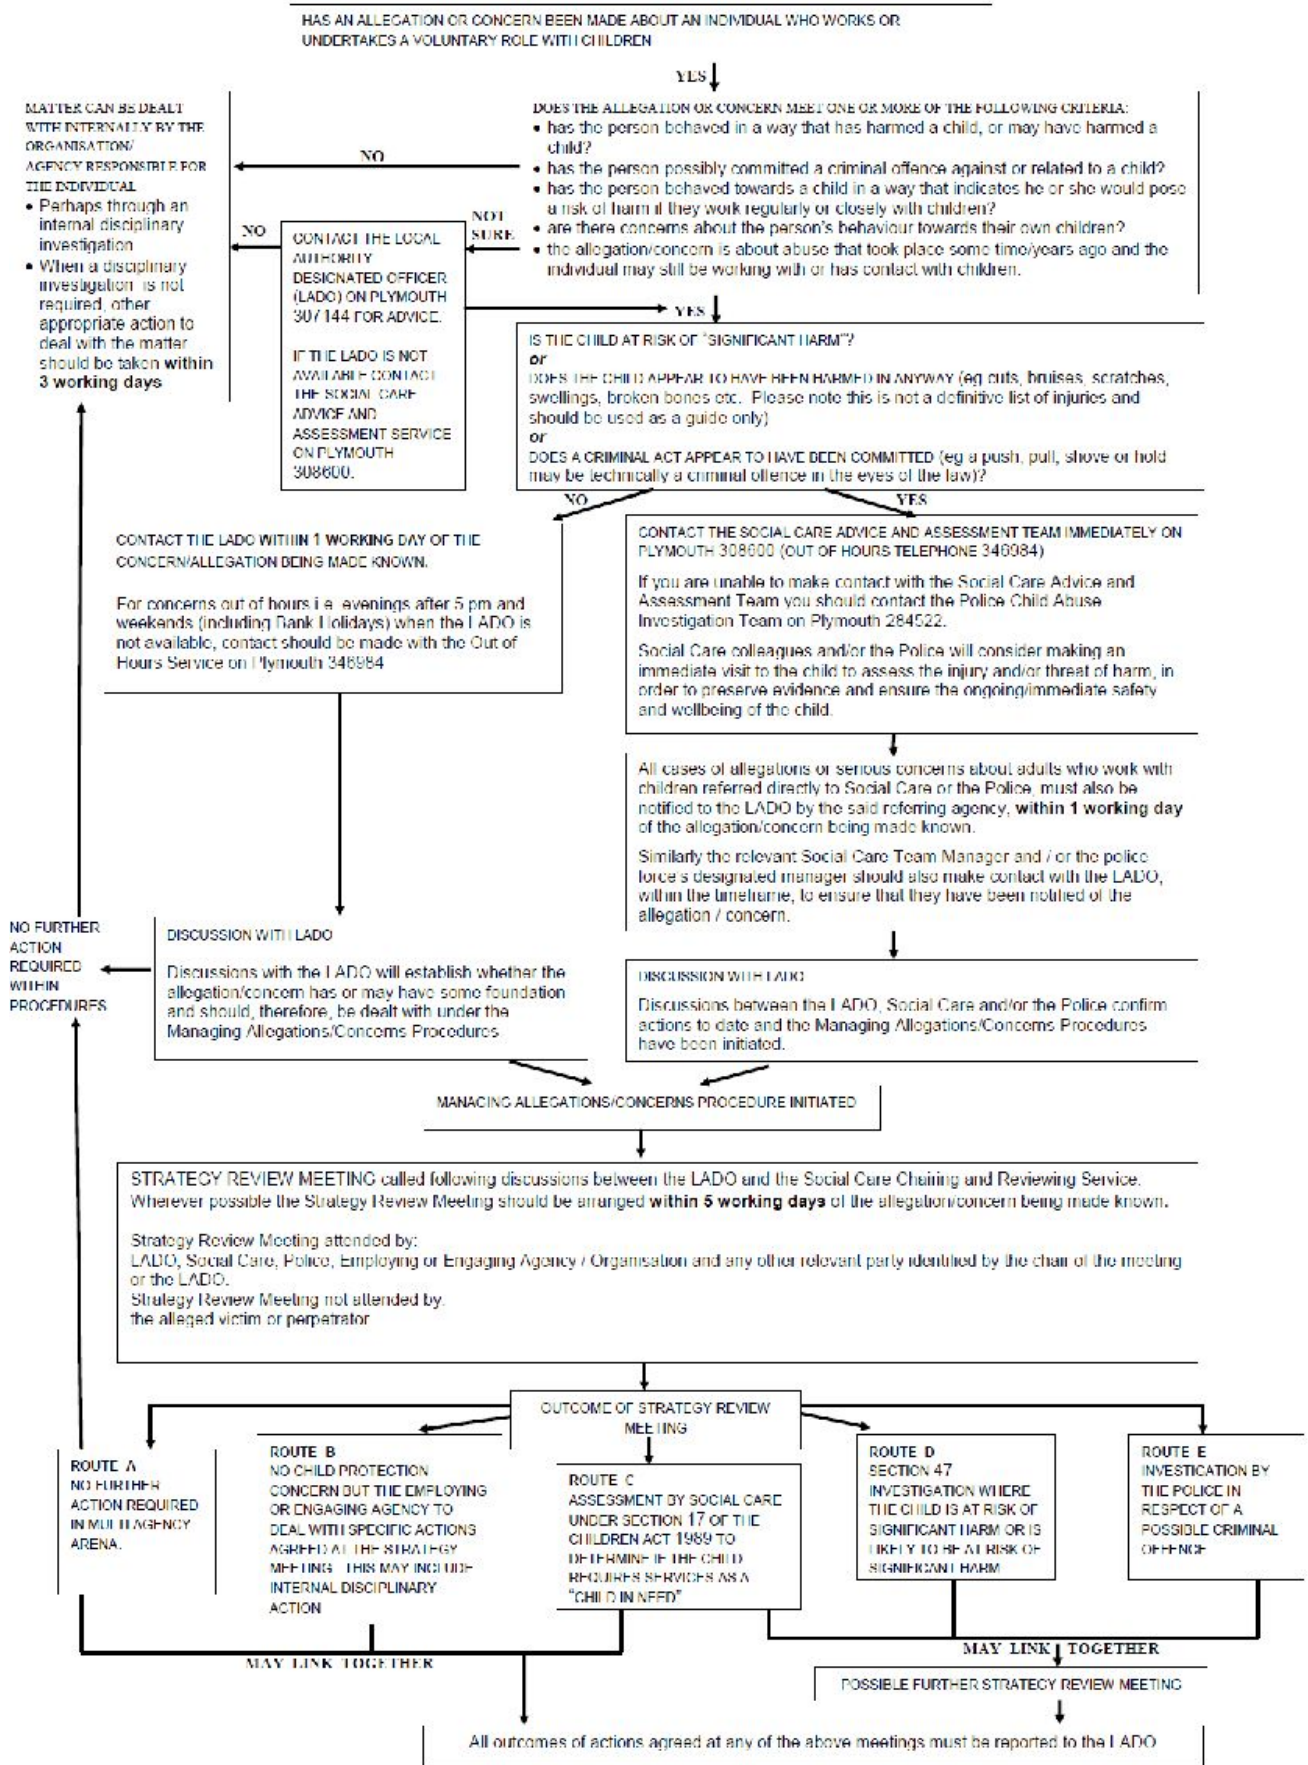 HAS AN ALLEGATION OR CONCERN BEEN MADE ABOUT AN INDIVIDUAL WHO WORKS OR
UNDERTAKES A VOLUNTARY ROLE WITH CHILDREN
YES
MATTER CAN BE DEALT
WITH INTERNALLY BY THE
ORGANISATION/
AGENCY RESPONSIBLE FOR
THE INDIVIDUAL
• Perhaps through an
internal disciplinary
investigation
• When a disciplinary
investigation is not
required, other
appropriate action to
deal with the matter
should be taken within
3 working days
NO
DOES THE ALLEGATION OR CONCERN MEET ONE OR MORE OF THE FOLLOWING CRITERIA:
• has the person behaved in a way that has harmed a child, or may have harmed a
child?
• has the person possibly committed a criminal offence against or related to a child?
• has the person behaved towards a child in a way that indicates he or she would pose
a risk of harm if they work regularly or closely with children?
• are there concerns about the person's behaviour towards their own children?
• the allegation/concern is about abuse that took place some time/years ago and the
individual may still be working with or has contact with children.
NO
NOT
SURE
CONTACT THE LOCAL
AUTHORITY
DESIGNATED OFFICER
(LADO) ON PLYMOUTH
307144 FOR ADVICE.
IF THE LADO IS NOT
AVAILABLE CONTACT
THE SOCIAL CARE
ADVICE AND
ASSESSMENT SERVICE
ON PLYMOUTH
308600.
YES
IS THE CHILD AT RISK OF "SIGNIFICANT HARM"?
or
DOES THE CHILD APPEAR TO HAVE BEEN HARMED IN ANYWAY (eg cuts, bruises, scratches,
swellings, broken bones etc. Please note this is not a definitive list of injuries and
should be used as a guide only)
or
DOES A CRIMINAL ACT APPEAR TO HAVE BEEN COMMITTED (eg a push, pull, shove or hold
may be technically a criminal offence in the eyes of the law)?
NO
YES
CONTACT THE LADO WITHIN 1 WORKING DAY OF THE
CONCERN/ALLEGATION BEING MADE KNOWN.
For concerns out of hours i.e. evenings after 5 pm and
weekends (including Bank Holidays) when the LADO is
not available, contact should be made with the Out of
Hours Service on Plymouth 346984
CONTACT THE SOCIAL CARE ADVICE AND ASSESSMENT TEAM IMMEDIATELY ON
PLYMOUTH 308600 (OUT OF HOURS TELEPHONE 346984)
If you are unable to make contact with the Social Care Advice and
Assessment Team you should contact the Police Child Abuse
Investigation Team on Plymouth 284522.
Social Care colleagues and/or the Police will consider making an
immediate visit to the child to assess the injury and/or threat of harm, in
order to preserve evidence and ensure the ongoing/immediate safety
and wellbeing of the child.
All cases of allegations or serious concerns about adults who work with
children referred directly to Social Care or the Police, must also be
notified to the LADO by the said referring agency, within 1 working day
of the allegation/concern being made known.
Similarly the relevant Social Care Team Manager and / or the police
force's designated manager should also make contact with the LADO,
within the timeframe, to ensure that they have been notified of the
allegation / concern.
NO FURTHER
ACTION
REQUIRED
WITHIN
PROCEDURES
DISCUSSION WITH LADO
Discussions with the LADO will establish whether the
allegation/concern has or may have some foundation
and should, therefore, be dealt with under the
Managing Allegations/Concerns Procedures
DISCUSSION WITH LADO
Discussions between the LADO, Social Care and/or the Police confirm
actions to date and the Managing Allegations/Concerns Procedures
have been initiated.
MANAGING ALLEGATIONS/CONCERNS PROCEDURE INITIATED
STRATEGY REVIEW MEETING called following discussions between the LADO and the Social Care Chairing and Reviewing Service.
Wherever possible the Strategy Review Meeting should be arranged within 5 working days of the allegation/concern being made known.
Strategy Review Meeting attended by:
LADO, Social Care, Police, Employing or Engaging Agency / Organisation and any other relevant party identified by the chair of the meeting
or the LADO.
Strategy Review Meeting not attended by:
the alleged victim or perpetrator
OUTCOME OF STRATEGY REVIEW
MEETING
ROUTE A
NO FURTHER
ACTION REQUIRED
IN MULTI AGENCY
ARENA.
ROUTE B
NO CHILD PROTECTION
CONCERN BUT THE EMPLOYING
OR ENGAGING AGENCY TO
DEAL WITH SPECIFIC ACTIONS
AGREED AT THE STRATEGY
MEETING THIS MAY INCLUDE
INTERNAL DISCIPLINARY
ACTION
ROUTE C
ASSESSMENT BY SOCIAL CARE
UNDER SECTION 17 OF THE
CHILDREN ACT 1989 TO
DETERMINE IF THE CHILD
REQUIRES SERVICES AS A
"CHILD IN NEED"
ROUTE D
SECTION 47
INVESTIGATION WHERE
THE CHILD IS AT RISK OF
SIGNIFICANT HARM OR IS
LIKELY TO BE AT RISK OF
SIGNIFICANT HARM
ROUTE E
INVESTIGATION BY
THE POLICE IN
RESPECT OF A
POSSIBLE CRIMINAL
OFFENCE
MAY LINK TOGETHER
MAY LINK TOGETHER
POSSIBLE FURTHER STRATEGY REVIEW MEETING
All outcomes of actions agreed at any of the above meetings must be reported to the LADO